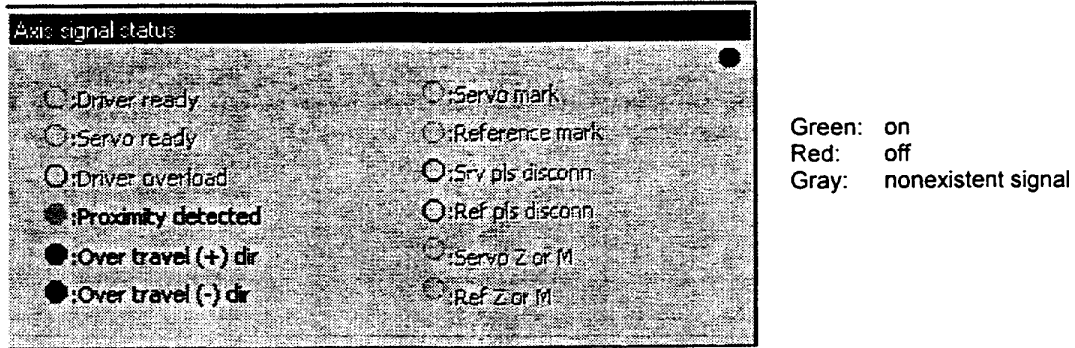 Axis signal status
:Driver ready
:Servo ready
:Driver overload
:Proximity detected
:Over travel (+) dir
:Over travel (-) dir
:Servo mark
:Reference mark
:Srv pls disconn
:Ref pls disconn
:Servo Z or M
:Ref Z or M
Green: on
Red: off
Gray: nonexistent signal